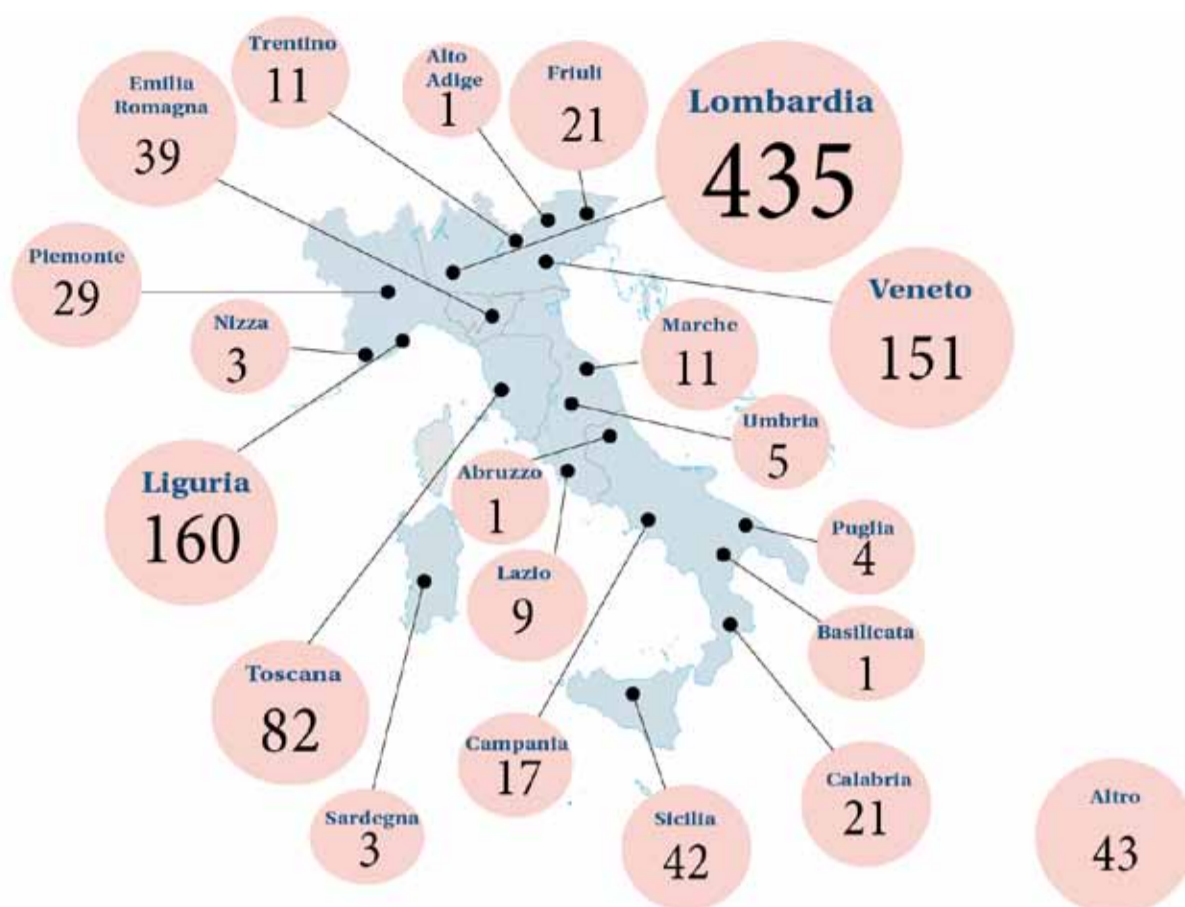 Trentino
11
Alto
Adige
1
Friuli
21
Lombardia
435
Emilia
Romagna
39
Piemonte
29
Nizza
3
Veneto
151
Marche
11
Umbria
5
Liguria
160
Abruzzo
1
Puglia
4
Lazio
9
Basilicata
1
Toscana
82
Campania
17
Sardegna
3
Sicilia
42
Calabria
21
Altro
43